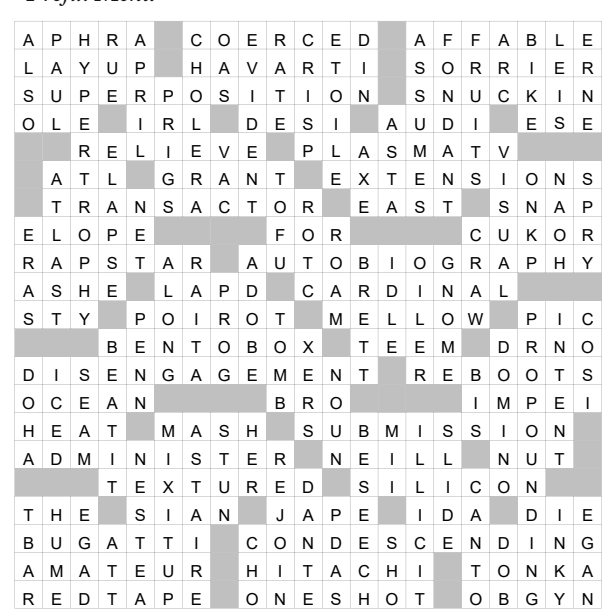 APHRA COERCED AFFABLE
LAYUP HAVARTI SORRIER
SUPERPOSITION SNUCKIN
OLE IRL DESI AUDI ESE
RELIEVE PLASMATV
ATL GRANT EXTENSIONS
TRANSACTOR EAST SNAP
ELOPE FOR CUKOR
RAPSTAR AUTOBIOGRAPHY
ASHE LAPD CARDINAL
STY POIROT MELLOW PIC
BENTOBOX TEEM DRNO
DISENGAGEMENT REBOOTS
OCEAN BRO IMPEI
HEAT MASH SUBMISSION
ADMINISTER NEILL NUT
TEXTURED SILICON
THE SIAN JAPE IDA DIE
BUGATTI CONDESCENDING
AMATEUR HITACHI TONKA
REDTAPE ONESHOT OBGYN